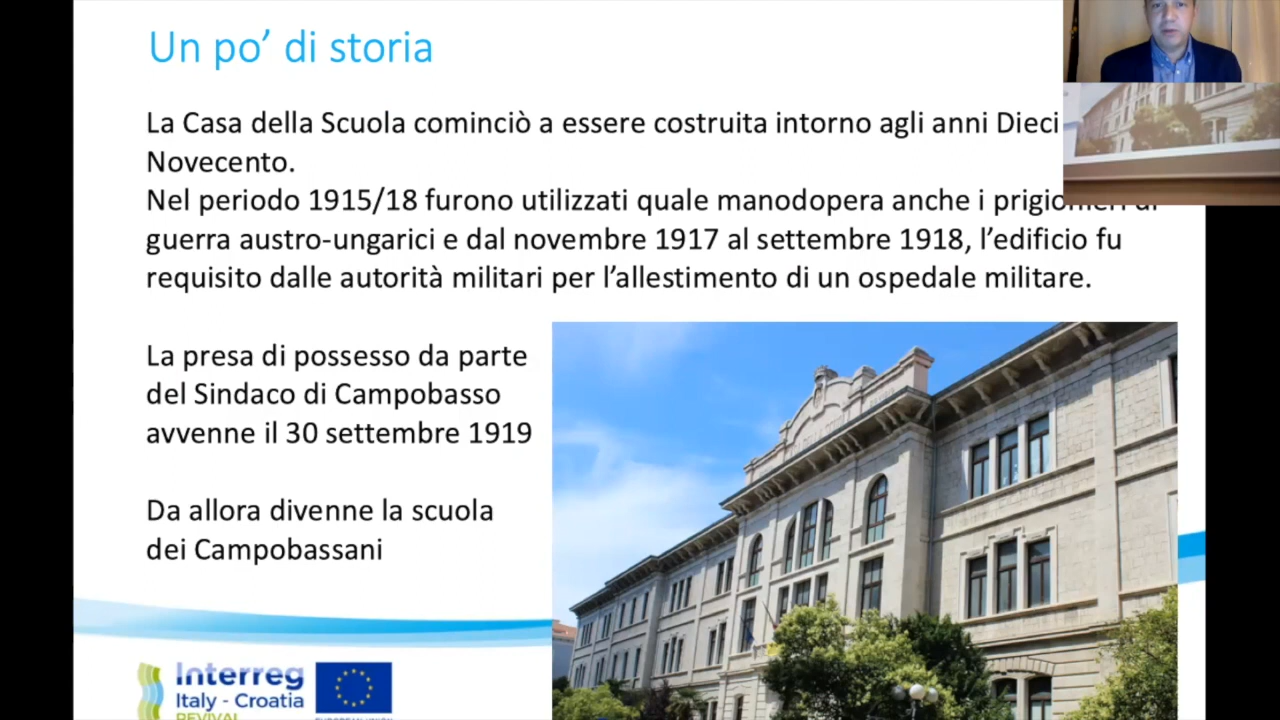 Un po’ di storia
La Casa della Scuola cominciò a essere costruita intorno agli anni Dieci
Novecento.
Nel periodo 1915/18 furono utilizzati quale manodopera anche i prigionieri di
guerra austro-ungarici e dal novembre 1917 al settembre 1918, l’edificio fu
requisito dalle autorità militari per l’allestimento di un ospedale militare.
La presa di possesso da parte
del Sindaco di Campobasso
avvenne il 30 settembre 1919
Da allora divenne la scuola
dei Campobassani
Interreg
Italy - Croatia
REVIVAL
EUROPEAN UNION